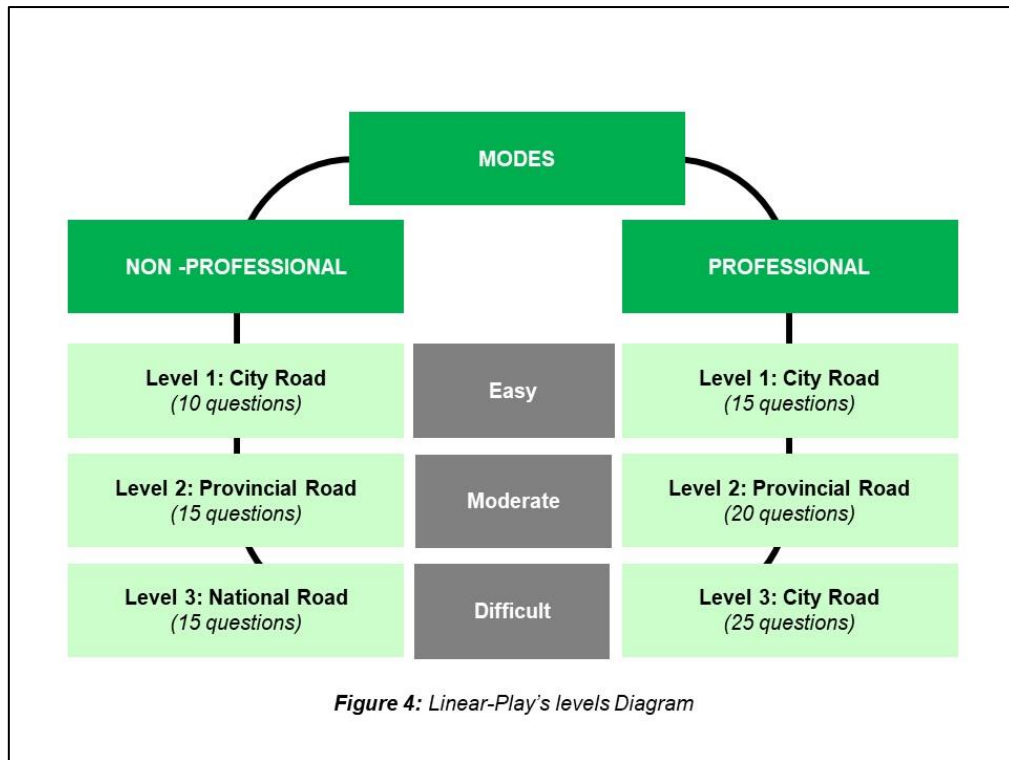 MODES
NON -PROFESSIONAL
PROFESSIONAL
Level 1: City Road
(10 questions)
Easy
Level 1: City Road
(15 questions)
Level 2: Provincial Road
(15 questions)
Moderate
Level 2: Provincial Road
(20 questions)
Level 3: National Road
(15 questions)
Difficult
Level 3: City Road
(25 questions)
Figure 4: Linear-Play's levels Diagram